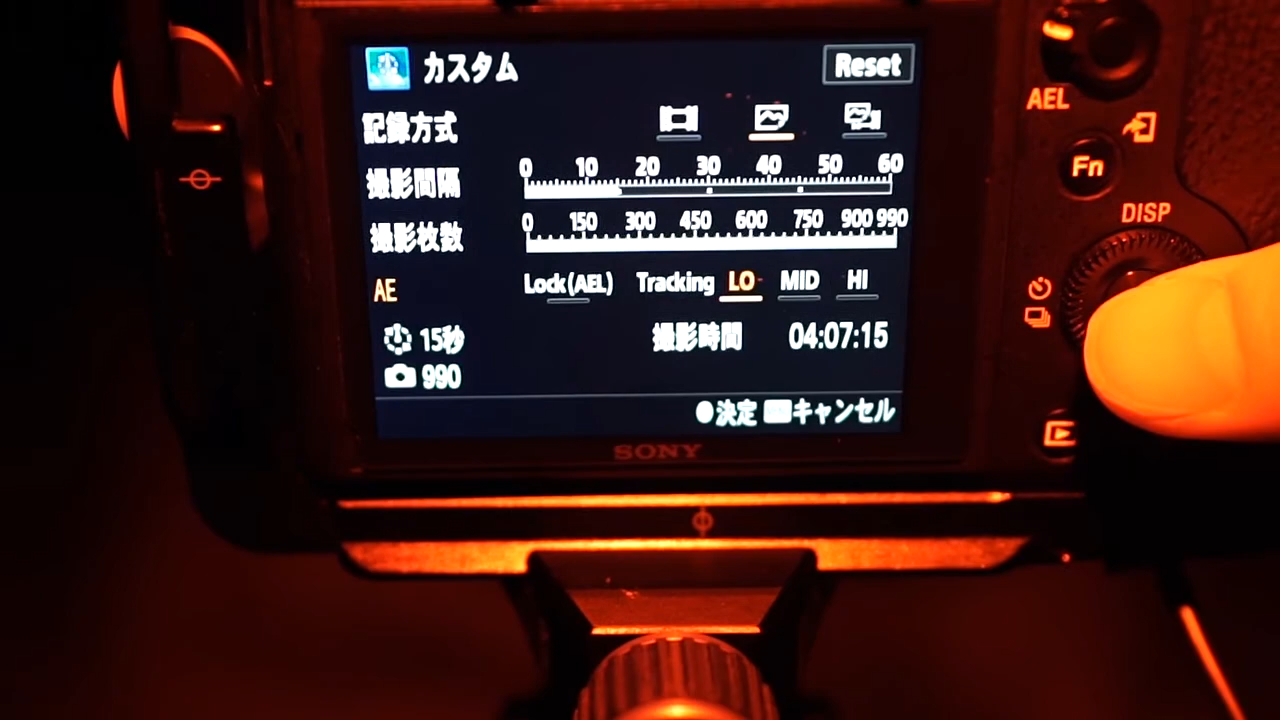 カスタム Reset
記録方式
撮影間隔 0 10 20 30 40 50 60
撮影枚数 0 150 300 450 600 750 900 990
AE Lock(AEL) Tracking LO MID HI
15秒 撮影時間 04:07:15
990
決定 キャンセル
SONY
AEL
Fn
DISP